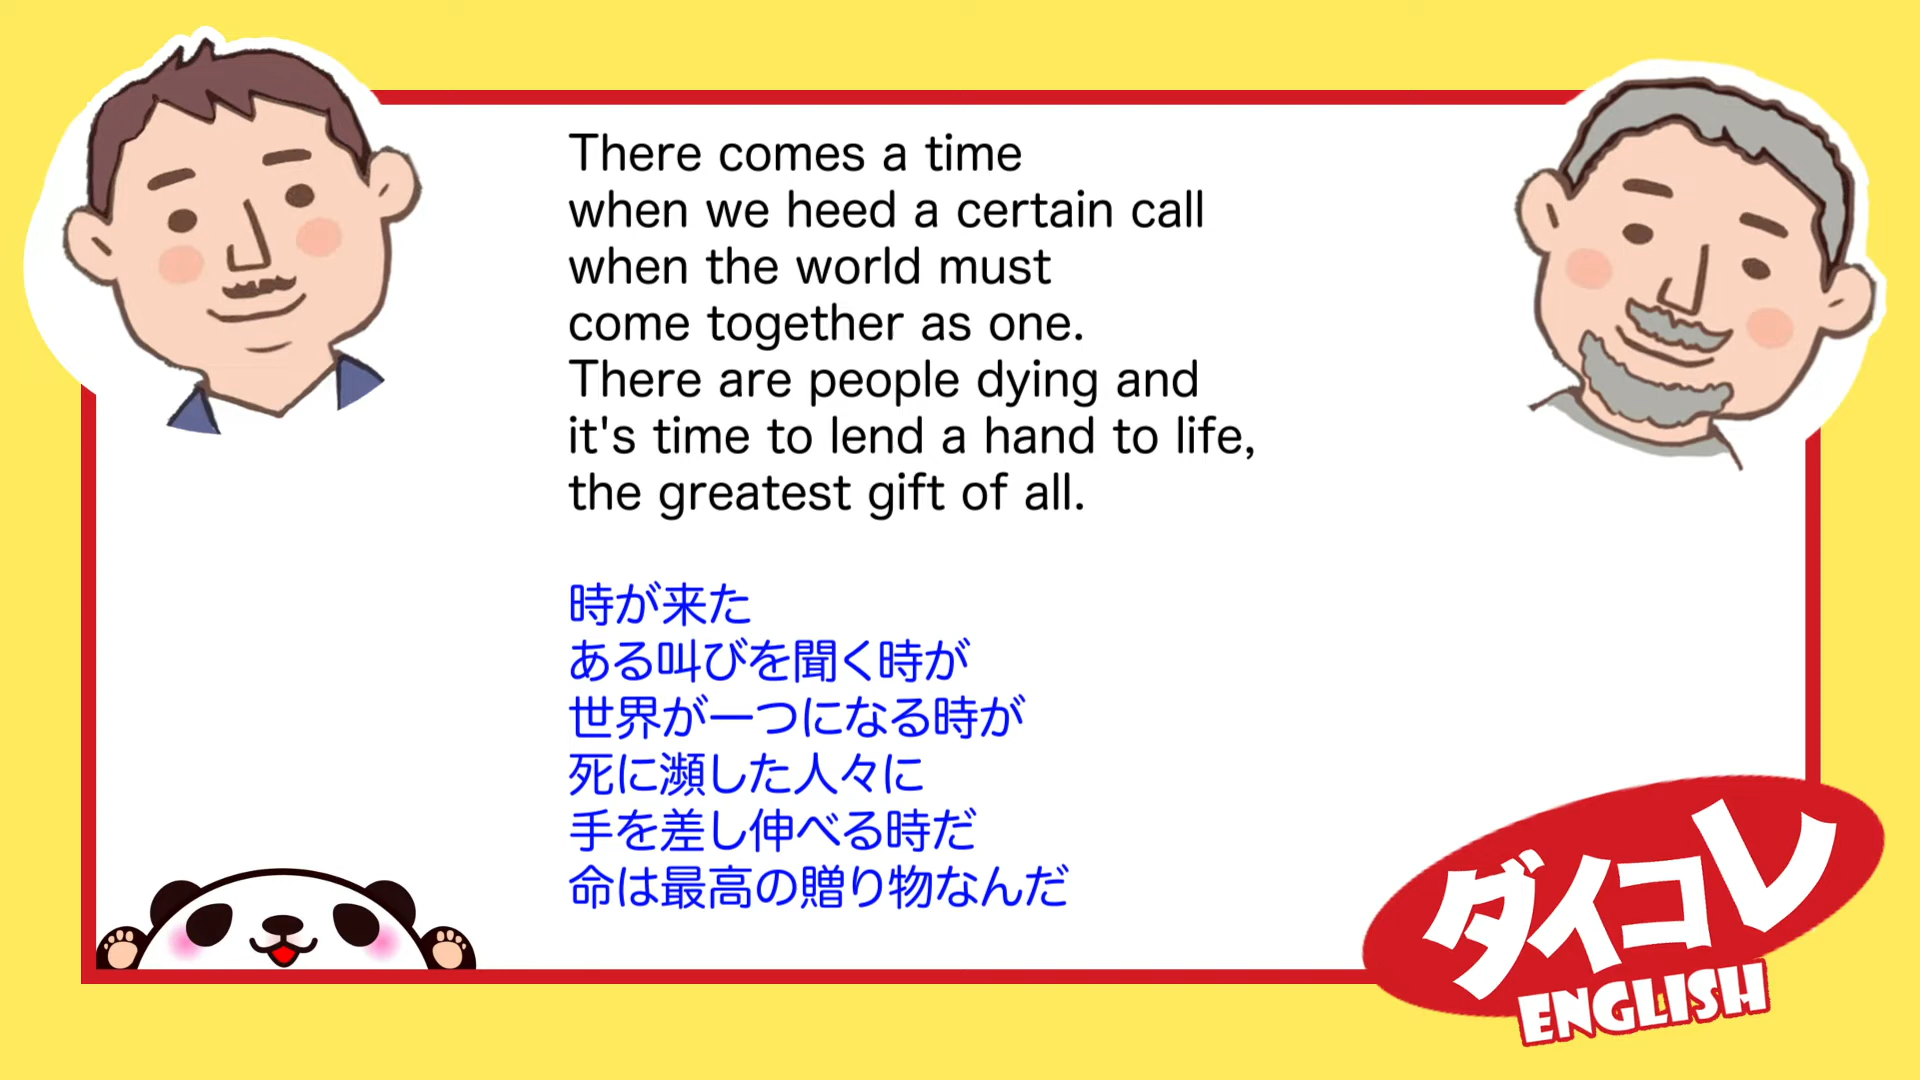 There comes a time
when we heed a certain call
when the world must
come together as one.
There are people dying and
it's time to lend a hand to life,
the greatest gift of all.
時が来た
ある叫びを聞く時が
世界が一つになる時が
死に瀕した人々に
手を差し伸べる時だ
命は最高の贈り物なんだ
ダイコレ
ENGLISH